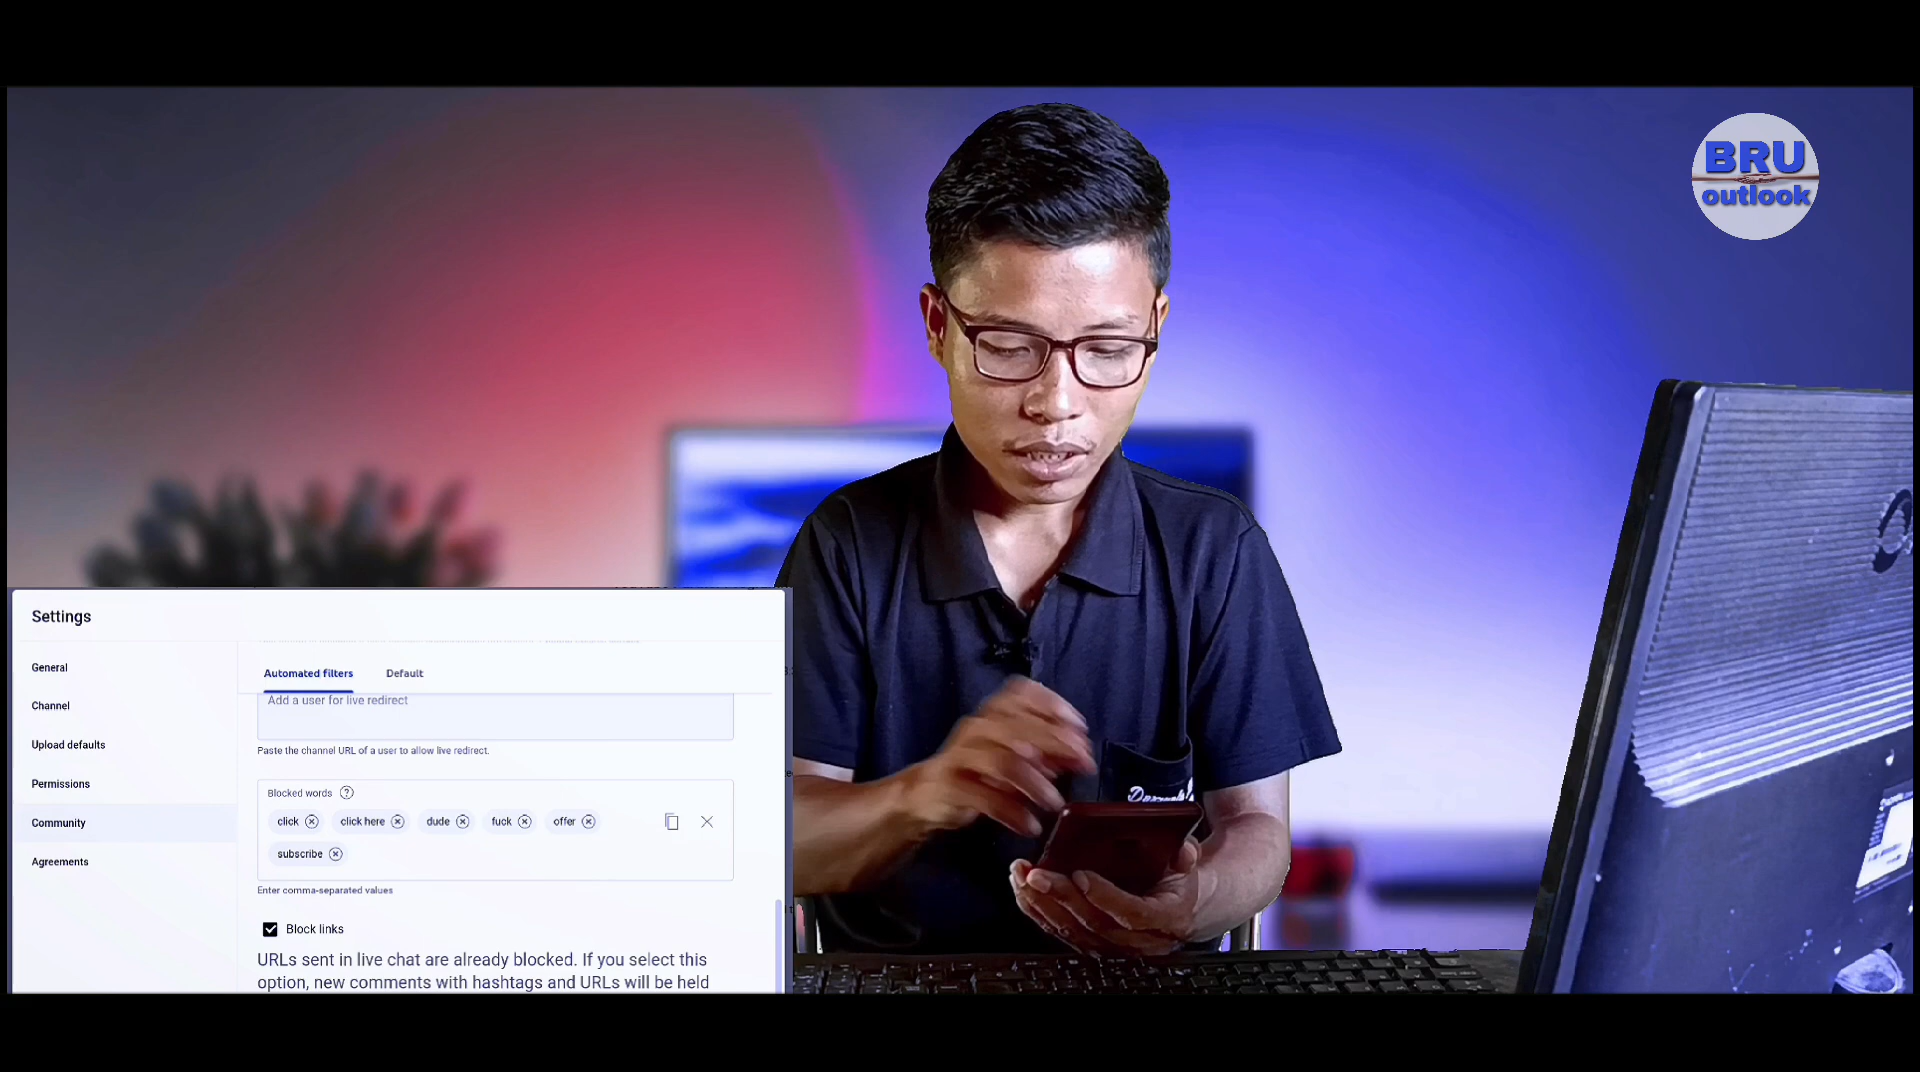 BRU
outlook
Settings
General
Channel
Upload defaults
Permissions
Community
Agreements
Automated filters
Default
Add a user for live redirect
Paste the channel URL of a user to allow live redirect.
Blocked words ?
click
click here
dude
fuck
offer
subscribe
Enter comma-separated values
Block links
URLs sent in live chat are already blocked. If you select this
option, new comments with hashtags and URLs will be held